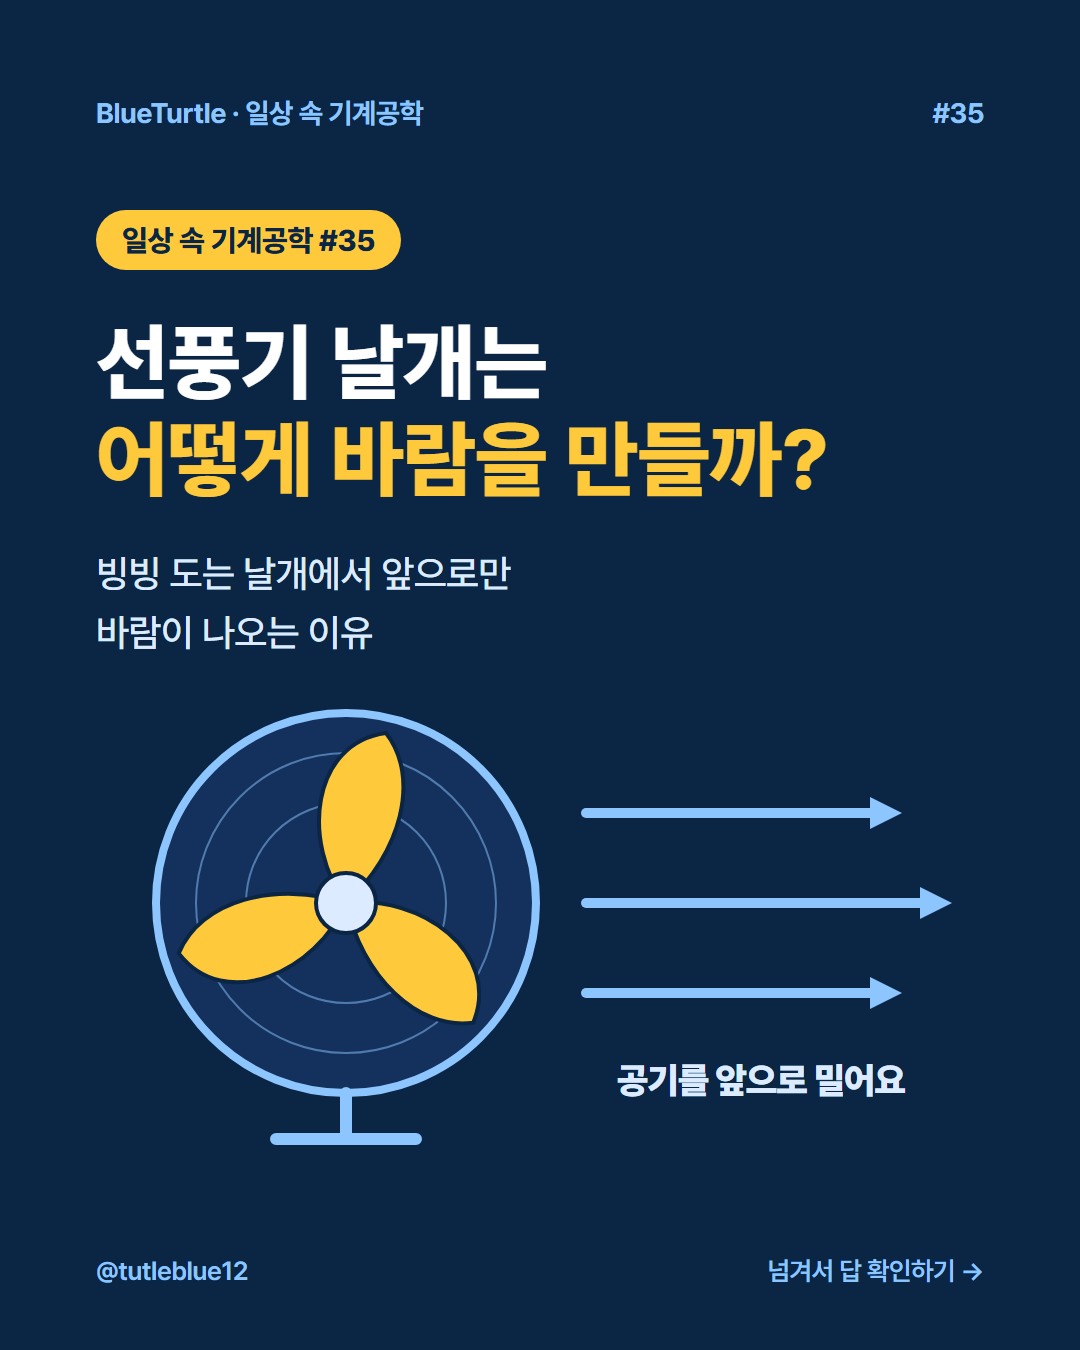 BlueTurtle · 일상 속 기계공학
#35
일상 속 기계공학 #35
선풍기 날개는
어떻게 바람을 만들까?
빙빙 도는 날개에서 앞으로만
바람이 나오는 이유
공기를 앞으로 밀어요
@tutleblue12
넘겨서 답 확인하기 →